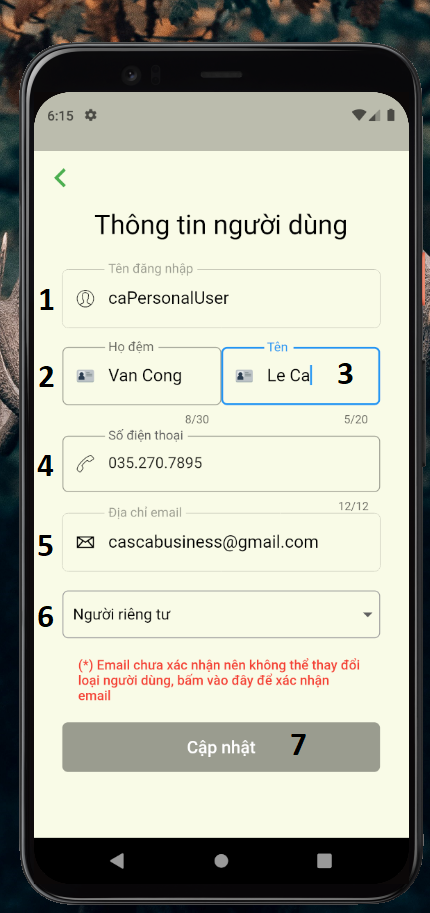 6:15
Thông tin người dùng
Tên đăng nhập
1 caPersonalUser
Họ đệm Tên
2 Van Cong Le Ca 3
8/30 5/20
Số điện thoại
4 035.270.7895
12/12
Địa chỉ email
5 cascabusiness@gmail.com
6 Người riêng tư
(*) Email chưa xác nhận nên không thể thay đổi
loại người dùng, bấm vào đây để xác nhận
email
Cập nhật 7